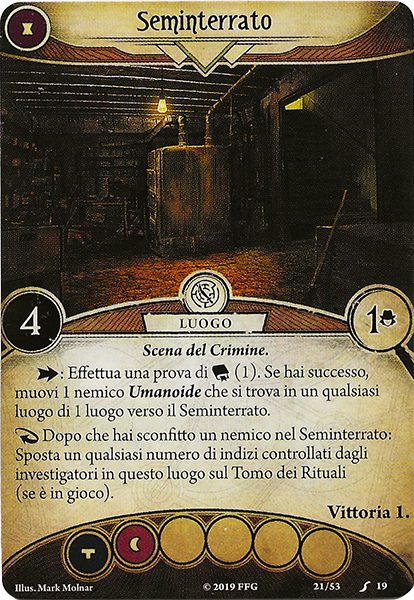 Seminterrato
4
LUOGO
1
Scena del Crimine.
: Effettua una prova di (1). Se hai successo,
muovi 1 nemico Umanoide che si trova in un qualsiasi
luogo di 1 luogo verso il Seminterrato.
Dopo che hai sconfitto un nemico nel Seminterrato:
Sposta un qualsiasi numero di indizi controllati dagli
investigatori in questo luogo sul Tomo dei Rituali
(se è in gioco).
Vittoria 1.
Illus. Mark Molnar © 2019 FFG 21/53 19